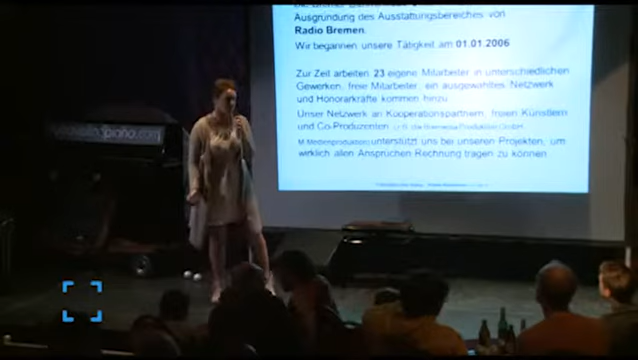 Ausgründung des Ausstattungsbereiches von
Radio Bremen.
Wir begannen unsere Tätigkeit am 01.01.2006
Zur Zeit arbeiten 23 eigene Mitarbeiter in unterschiedlichen
Gewerken, freie Mitarbeiter, ein ausgewähltes Netzwerk
und Honorarkräfte kommen hinzu.
Unser Netzwerk an Kooperationspartnern, freien Künstlern
und Co-Produzenten
unterstützt uns bei unseren Projekten, um
wirklich allen Ansprüchen Rechnung tragen zu können